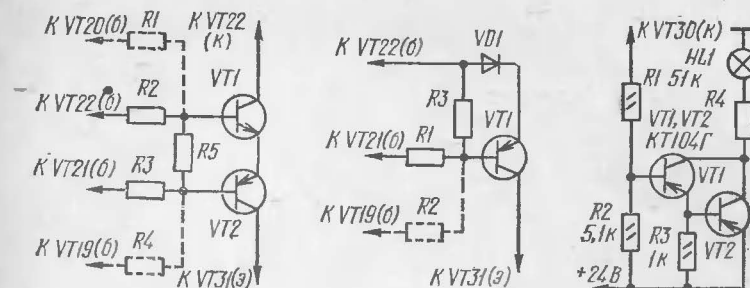 К VT20(б)
R1
К VT22
(к)
VT1
R2
К VT22(б)
R5
К VT21(б)
R3
VT2
R4
К VT19(б)
К VT31(э)
К VT22(б)
VD1
R3
VT1
К VT21(б)
R1
R2
К VT19(б)
К VT31(э)
К VT30(к)
HL1
R1 51к
R4
VT1, VT2
КТ104Г
VT1
R2
5,1к
R3
1к
VT2
+24В